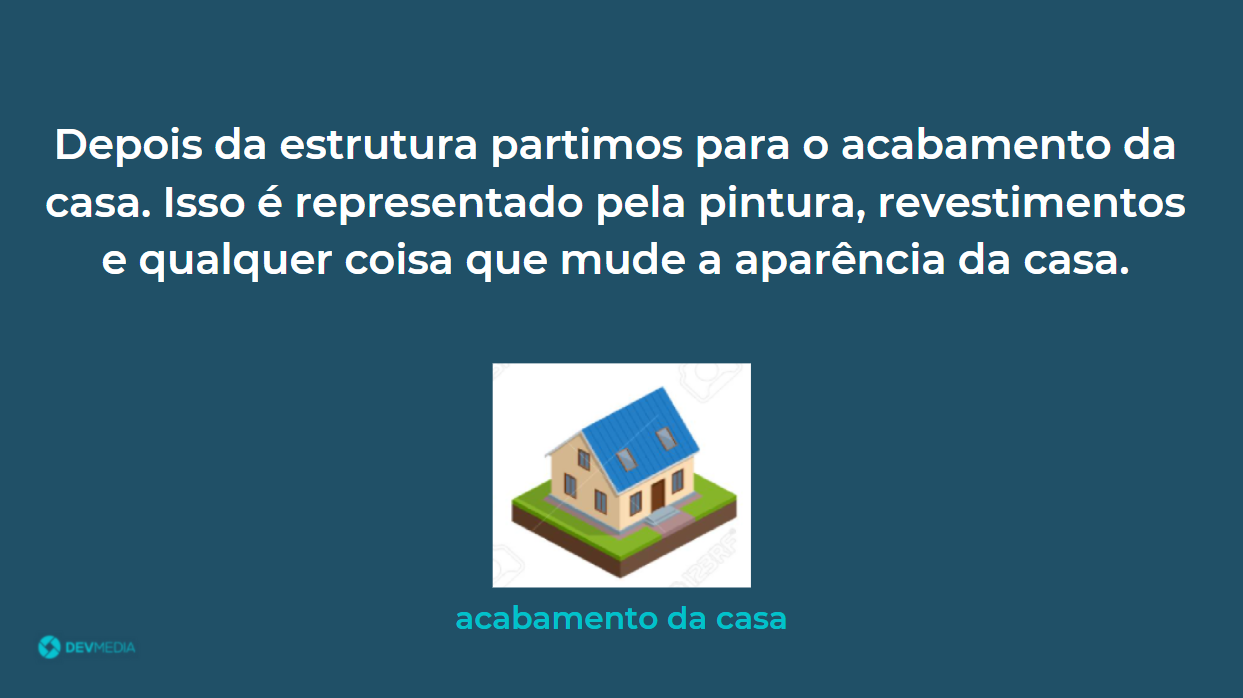 Depois da estrutura partimos para o acabamento da
casa. Isso é representado pela pintura, revestimentos
e qualquer coisa que mude a aparência da casa.
123RF
acabamento da casa
DEVMEDIA